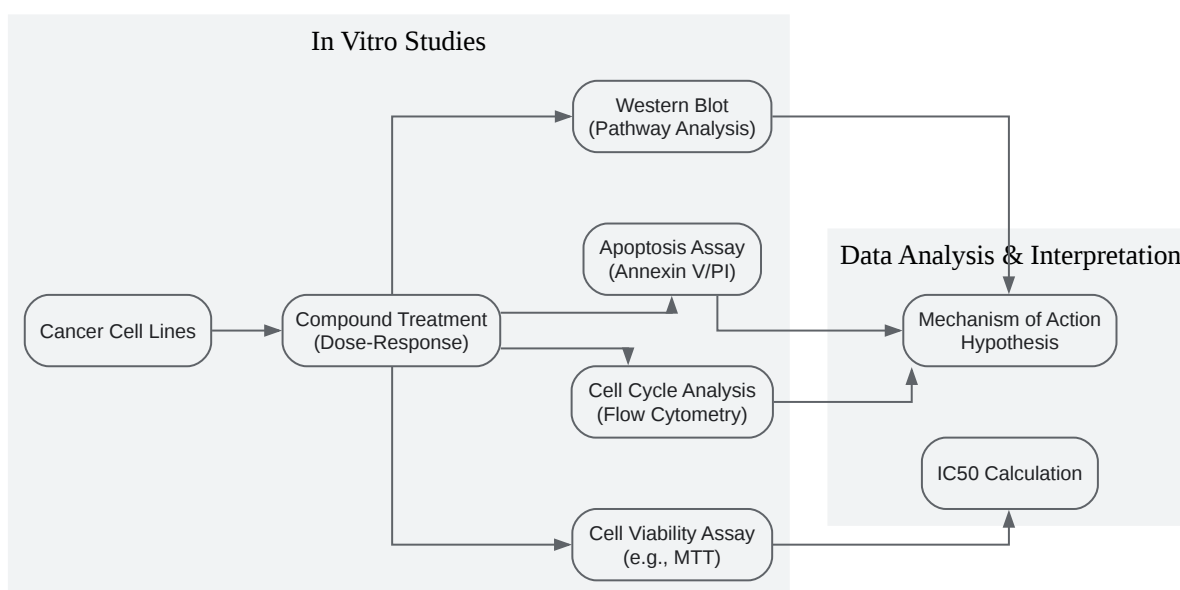 In Vitro Studies
Western Blot
(Pathway Analysis)
Apoptosis Assay
(Annexin V/PI)
Data Analysis & Interpretation
Cancer Cell Lines
Compound Treatment
(Dose-Response)
Mechanism of Action
Hypothesis
Cell Cycle Analysis
(Flow Cytometry)
IC50 Calculation
Cell Viability Assay
(e.g., MTT)